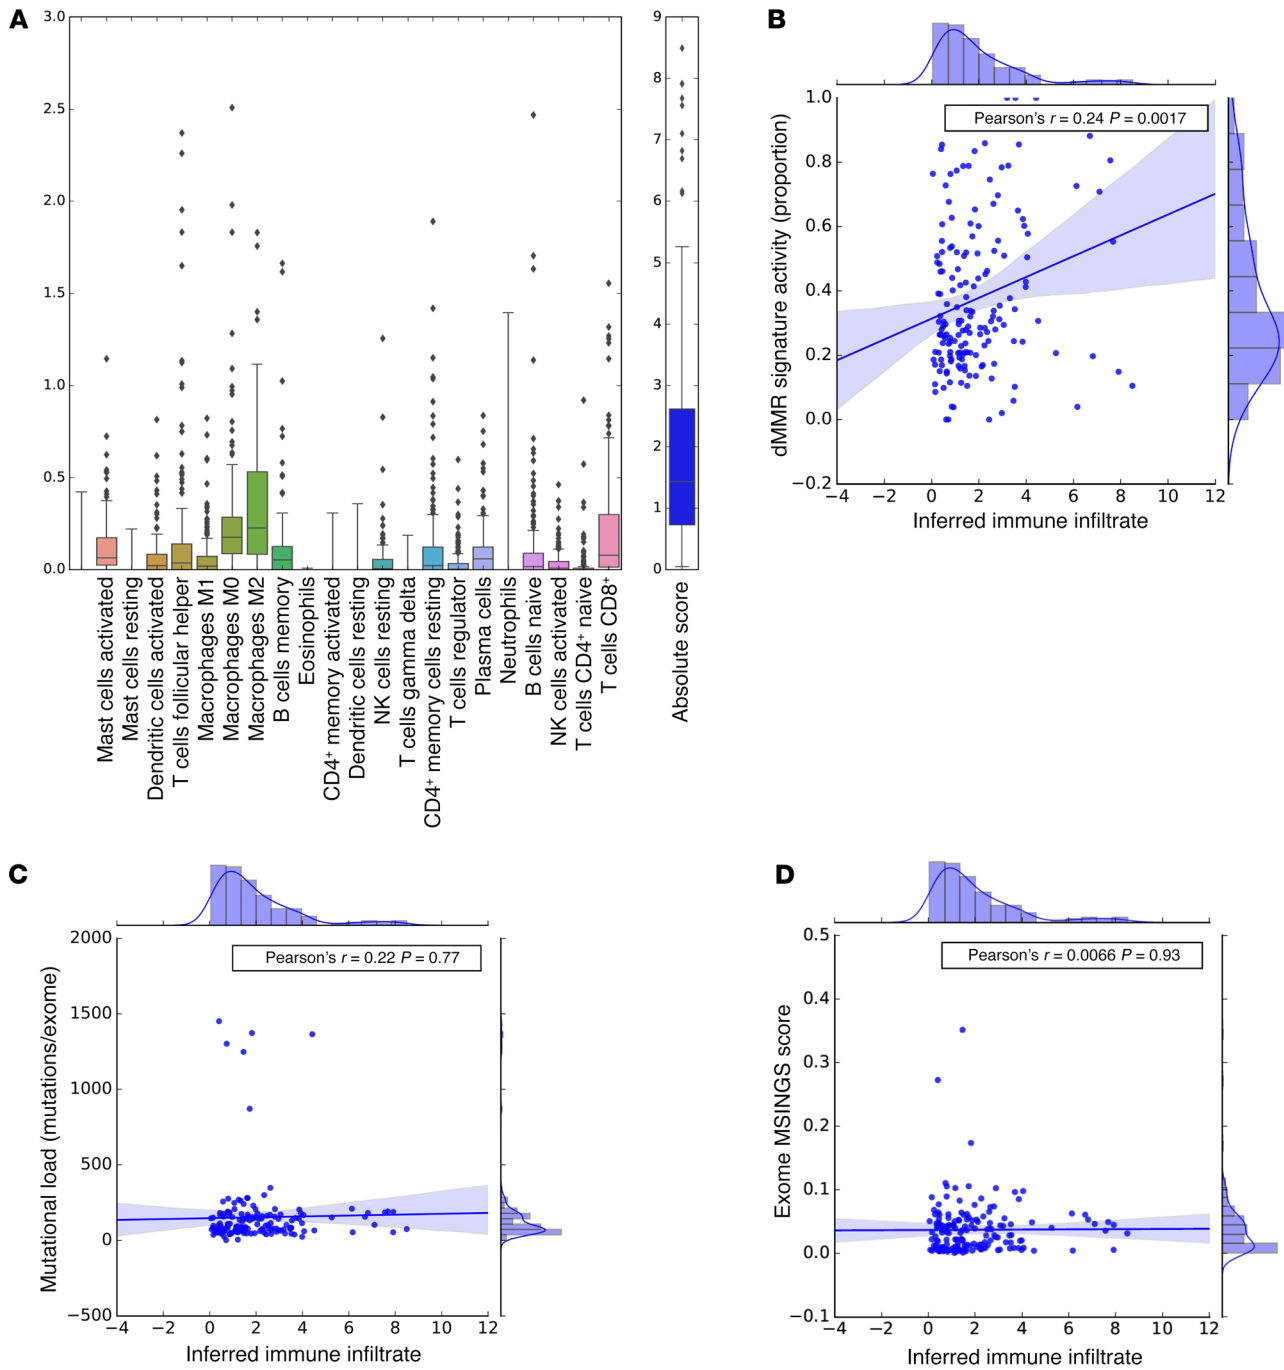 A
3.0
2.5
2.0
1.5
1.0
0.5
0.0
Mast cells activated
Mast cells resting
Dendritic cells activated
T cells follicular helper
Macrophages M1
Macrophages M0
Macrophages M2
B cells memory
Eosinophils
CD4+ memory activated
Dendritic cells resting
NK cells resting
T cells gamma delta
CD4+ memory cells resting
T cells regulator
Plasma cells
Neutrophils
B cells naive
NK cells activated
T cells CD4+ naive
T cells CD8+
9
8
7
6
5
4
3
2
1
0
Absolute score
B
Pearson's r = 0.24 P = 0.0017
dMMR signature activity (proportion)
1.0
0.8
0.6
0.4
0.2
0.0
−0.2
−4 −2 0 2 4 6 8 10 12
Inferred immune infiltrate
C
Pearson's r = 0.22 P = 0.77
Mutational load (mutations/exome)
2000
1500
1000
500
0
−500
−4 −2 0 2 4 6 8 10 12
Inferred immune infiltrate
D
Pearson's r = 0.0066 P = 0.93
Exome MSINGS score
0.5
0.4
0.3
0.2
0.1
0.0
−0.1
−4 −2 0 2 4 6 8 10 12
Inferred immune infiltrate